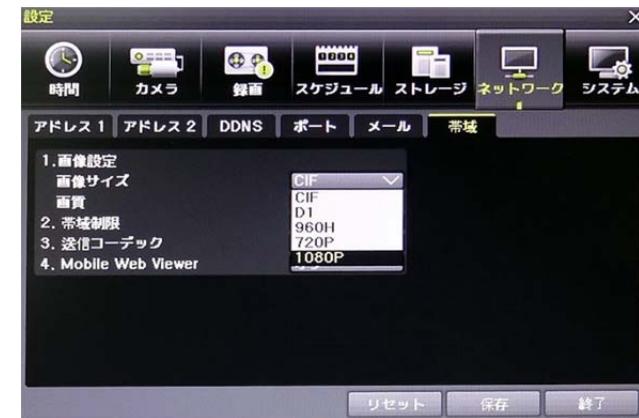 設定
X
時間
カメラ
録画
スケジュール
ストレージ
ネットワーク
システム
アドレス 1
アドレス 2
DDNS
ポート
メール
帯域
1.画像設定
画像サイズ
CIF
画質
CIF
D1
960H
720P
1080P
2. 帯域制限
3. 送信コーデック
4. Mobile Web Viewer
リセット
保存
終了